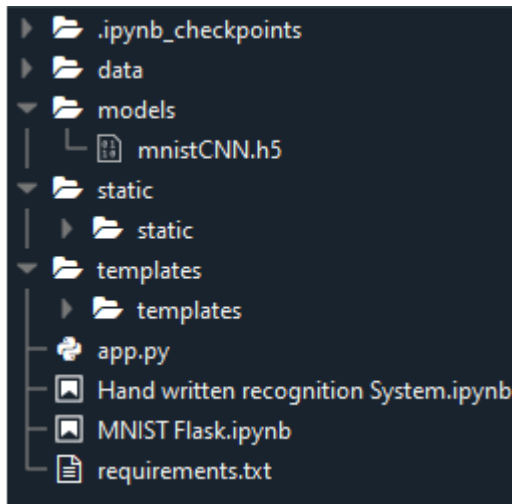 .ipynb_checkpoints
data
models
mnistCNN.h5
static
static
templates
templates
app.py
Hand written recognition System.ipynb
MNIST Flask.ipynb
requirements.txt